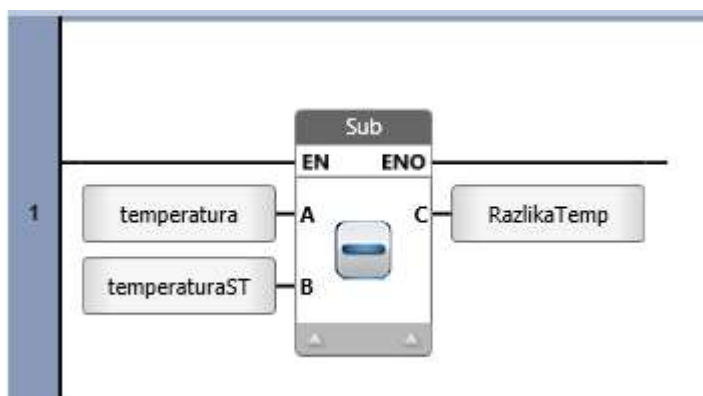 Sub
EN ENO
1
temperatura A C RazlikaTemp
temperaturaST B